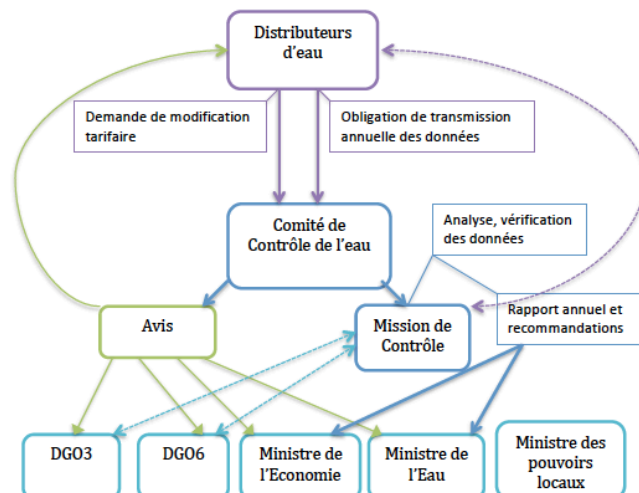 Distributeurs
d’eau
Demande de modification
tarifaire
Obligation de transmission
annuelle des données
Comité de
Contrôle de l’eau
Analyse, vérification
des données
Avis
Mission de
Contrôle
Rapport annuel et
recommandations
DGO3
DGO6
Ministre de
l’Economie
Ministre de
l’Eau
Ministre des
pouvoirs
locaux